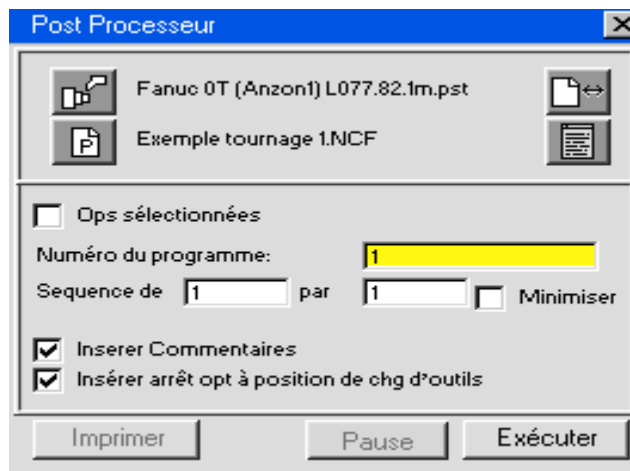 Post Processeur
Fanuc 0T (Anzon1) L077.82.1m.pst
P
Exemple tournage 1.NCF
Ops sélectionnées
Numéro du programme: 1
Sequence de 1 par 1 Minimiser
Inserer Commentaires
Insérer arrêt opt à position de chg d'outils
Imprimer Pause Exécuter